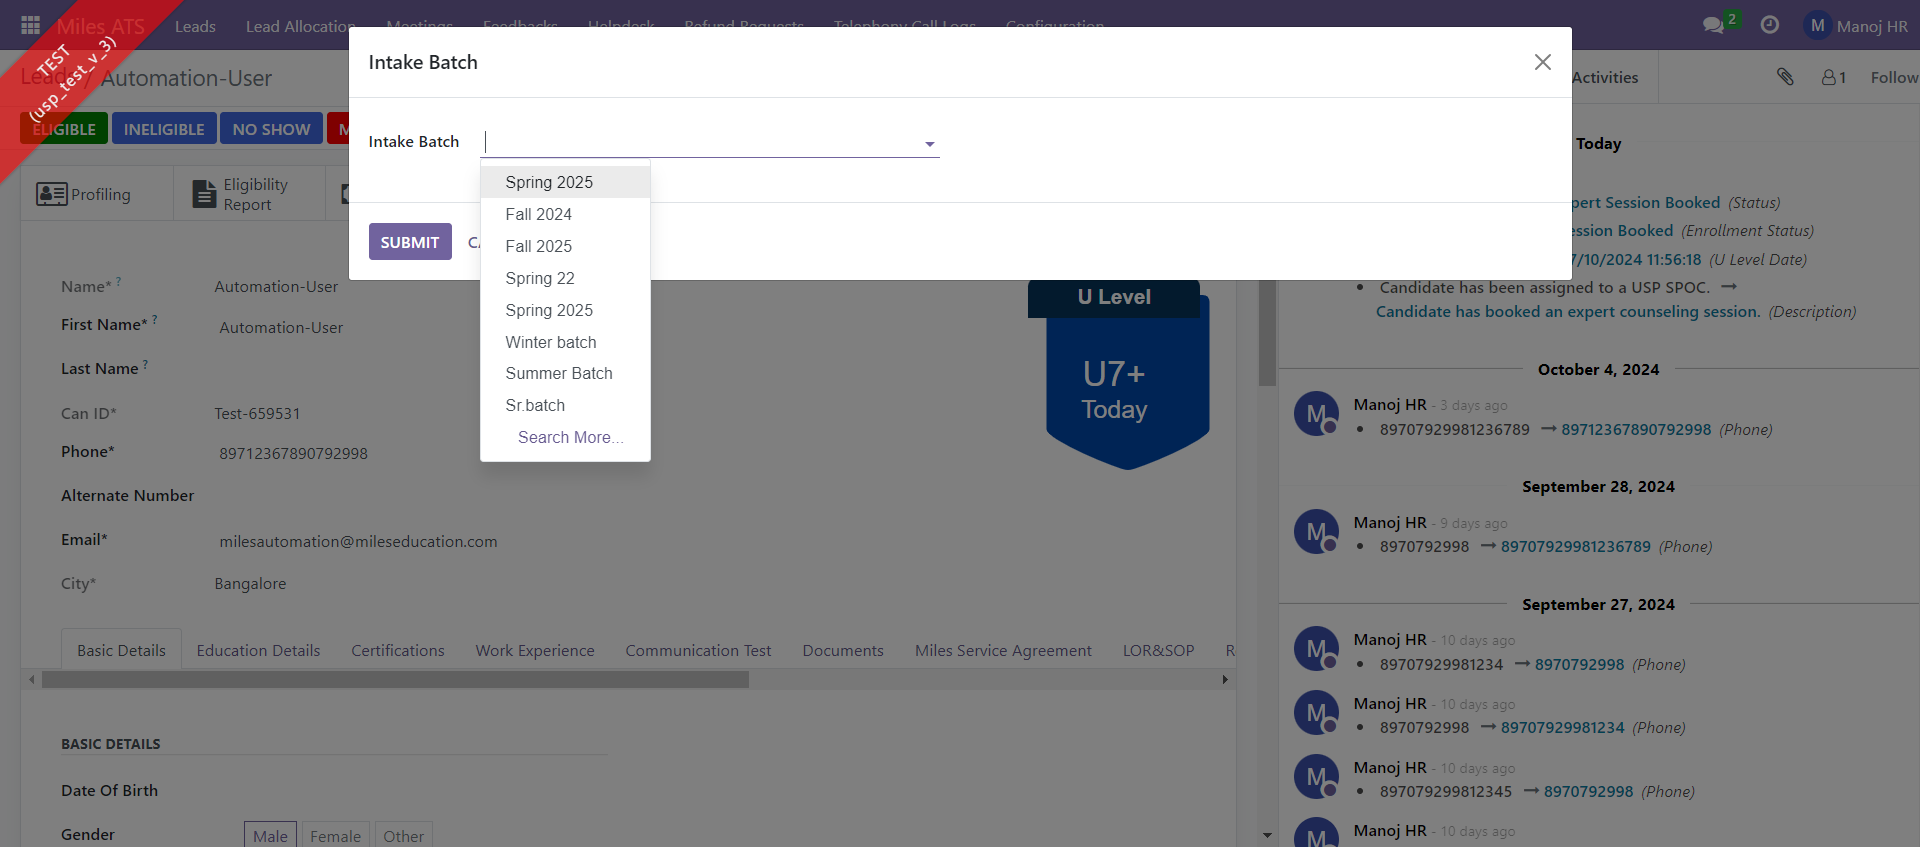 Miles ATS Leads Lead Allocation Meetings Feedbacks Helpdesk Refund Requests Telephony Call Logs Configuration 2 M Manoj HR
TEST
(usp_test_v_3)
Leads / Automation-User
Activities 1 Follow
ELIGIBLE INELIGIBLE NO SHOW M
Profiling
Eligibility
Report
Intake Batch
Intake Batch
Spring 2025
Fall 2024
Fall 2025
Spring 22
Spring 2025
Winter batch
Summer Batch
Sr.batch
Search More...
SUBMIT CA
Name* ? Automation-User
First Name* ? Automation-User
Last Name ?
Can ID* Test-659531
Phone* 89712367890792998
Alternate Number
Email* milesautomation@mileseducation.com
City* Bangalore
U Level
U7+
Today
Basic Details Education Details Certifications Work Experience Communication Test Documents Miles Service Agreement LOR&SOP R
BASIC DETAILS
Date Of Birth
Gender Male Female Other
Today
pert Session Booked (Status)
ession Booked (Enrollment Status)
7/10/2024 11:56:18 (U Level Date)
• Candidate has been assigned to a USP SPOC. →
Candidate has booked an expert counseling session. (Description)
October 4, 2024
M Manoj HR - 3 days ago
• 89707929981236789 → 89712367890792998 (Phone)
September 28, 2024
M Manoj HR - 9 days ago
• 8970792998 → 89707929981236789 (Phone)
September 27, 2024
M Manoj HR - 10 days ago
• 89707929981234 → 8970792998 (Phone)
M Manoj HR - 10 days ago
• 8970792998 → 89707929981234 (Phone)
M Manoj HR - 10 days ago
• 897079299812345 → 8970792998 (Phone)
M Manoj HR - 10 days ago